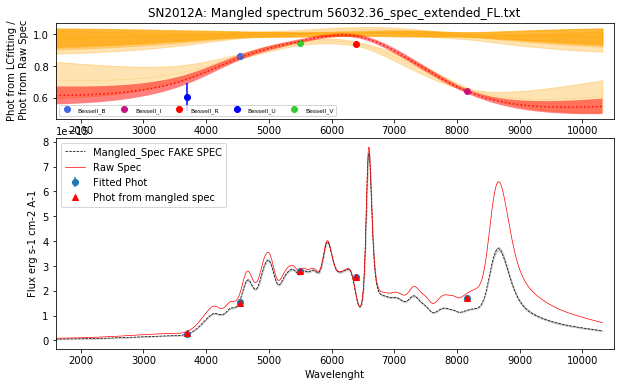 SN2012A: Mangled spectrum 56032.36_spec_extended_FL.txt
Phot from LCfitting /
Phot from Raw Spec
1.0
0.8
0.6
Bessell_B Bessell_I Bessell_R Bessell_U Bessell_V
2000 3000 4000 5000 6000 7000 8000 9000 10000
Flux erg s-1 cm-2 A-1
8
7
6
5
4
3
2
1
0
Mangled_Spec FAKE SPEC
Raw Spec
Fitted Phot
Phot from mangled spec
2000 3000 4000 5000 6000 7000 8000 9000 10000
Wavelenght